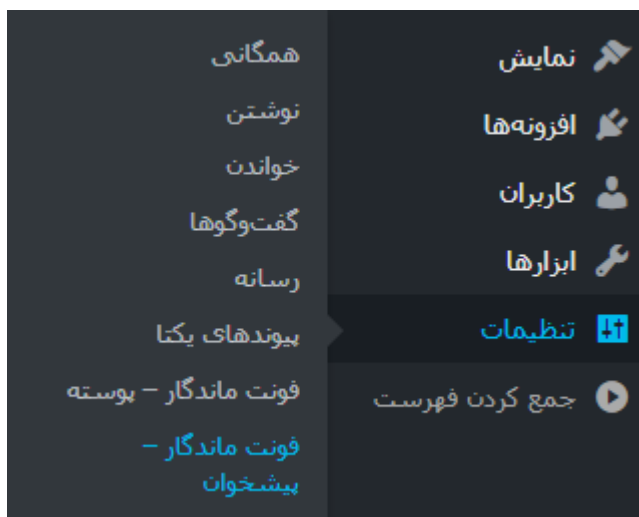 نمایش
افزونه‌ها
کاربران
ابزارها
تنظیمات
جمع کردن فهرست
همگانی
نوشتن
خواندن
گفت‌وگوها
رسانه
پیوندهای یکتا
فونت ماندگار – پوسته
فونت ماندگار –
پیشخوان